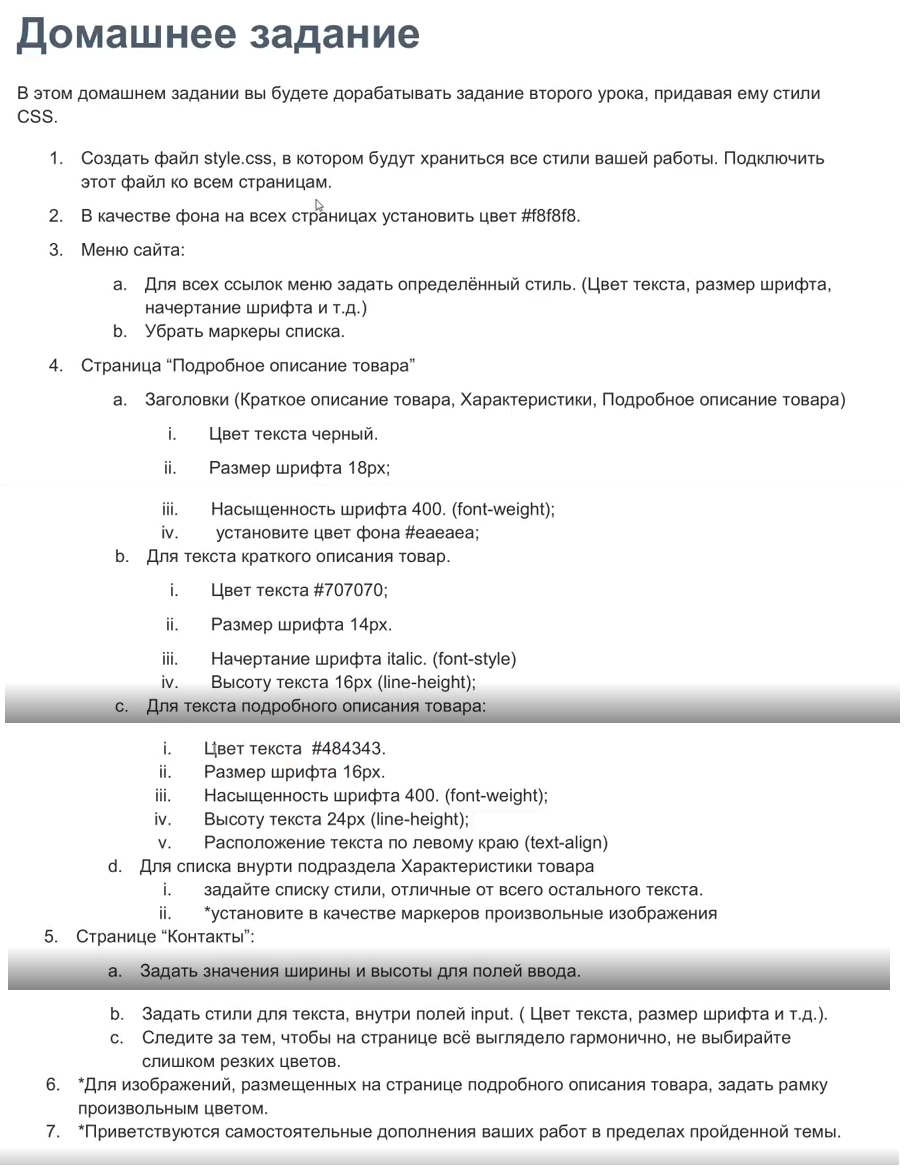 Домашнее задание
В этом домашнем задании вы будете дорабатывать задание второго урока, придавая ему стили
CSS.
1. Создать файл style.css, в котором будут храниться все стили вашей работы. Подключить
этот файл ко всем страницам.
2. В качестве фона на всех страницах установить цвет #f8f8f8.
3. Меню сайта:
a. Для всех ссылок меню задать определённый стиль. (Цвет текста, размер шрифта,
начертание шрифта и т.д.)
b. Убрать маркеры списка.
4. Страница “Подробное описание товара”
a. Заголовки (Краткое описание товара, Характеристики, Подробное описание товара)
i. Цвет текста черный.
ii. Размер шрифта 18px;
iii. Насыщенность шрифта 400. (font-weight);
iv. установите цвет фона #eaeaea;
b. Для текста краткого описания товар.
i. Цвет текста #707070;
ii. Размер шрифта 14px.
iii. Начертание шрифта italic. (font-style)
iv. Высоту текста 16px (line-height);
c. Для текста подробного описания товара:
i. Цвет текста #484343.
ii. Размер шрифта 16px.
iii. Насыщенность шрифта 400. (font-weight);
iv. Высоту текста 24px (line-height);
v. Расположение текста по левому краю (text-align)
d. Для списка внурти подраздела Характеристики товара
i. задайте списку стили, отличные от всего остального текста.
ii. *установите в качестве маркеров произвольные изображения
5. Странице “Контакты”:
a. Задать значения ширины и высоты для полей ввода.
b. Задать стили для текста, внутри полей input. ( Цвет текста, размер шрифта и т.д.).
c. Следите за тем, чтобы на странице всё выглядело гармонично, не выбирайте
слишком резких цветов.
6. *Для изображений, размещенных на странице подробного описания товара, задать рамку
произвольным цветом.
7. *Приветствуются самостоятельные дополнения ваших работ в пределах пройденной темы.